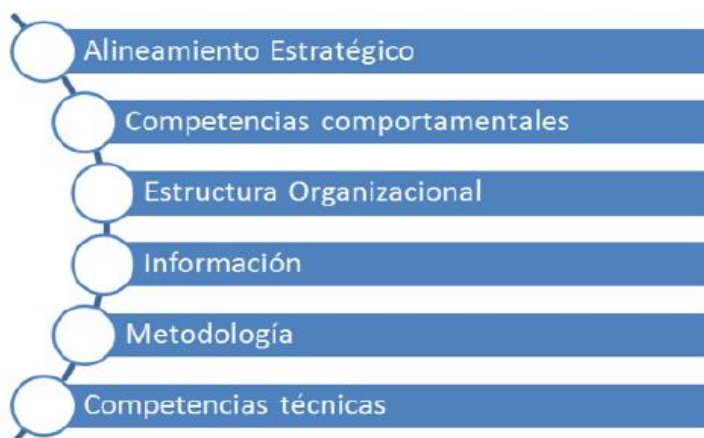 Alineamiento Estratégico
Competencias comportamentales
Estructura Organizacional
Información
Metodología
Competencias técnicas